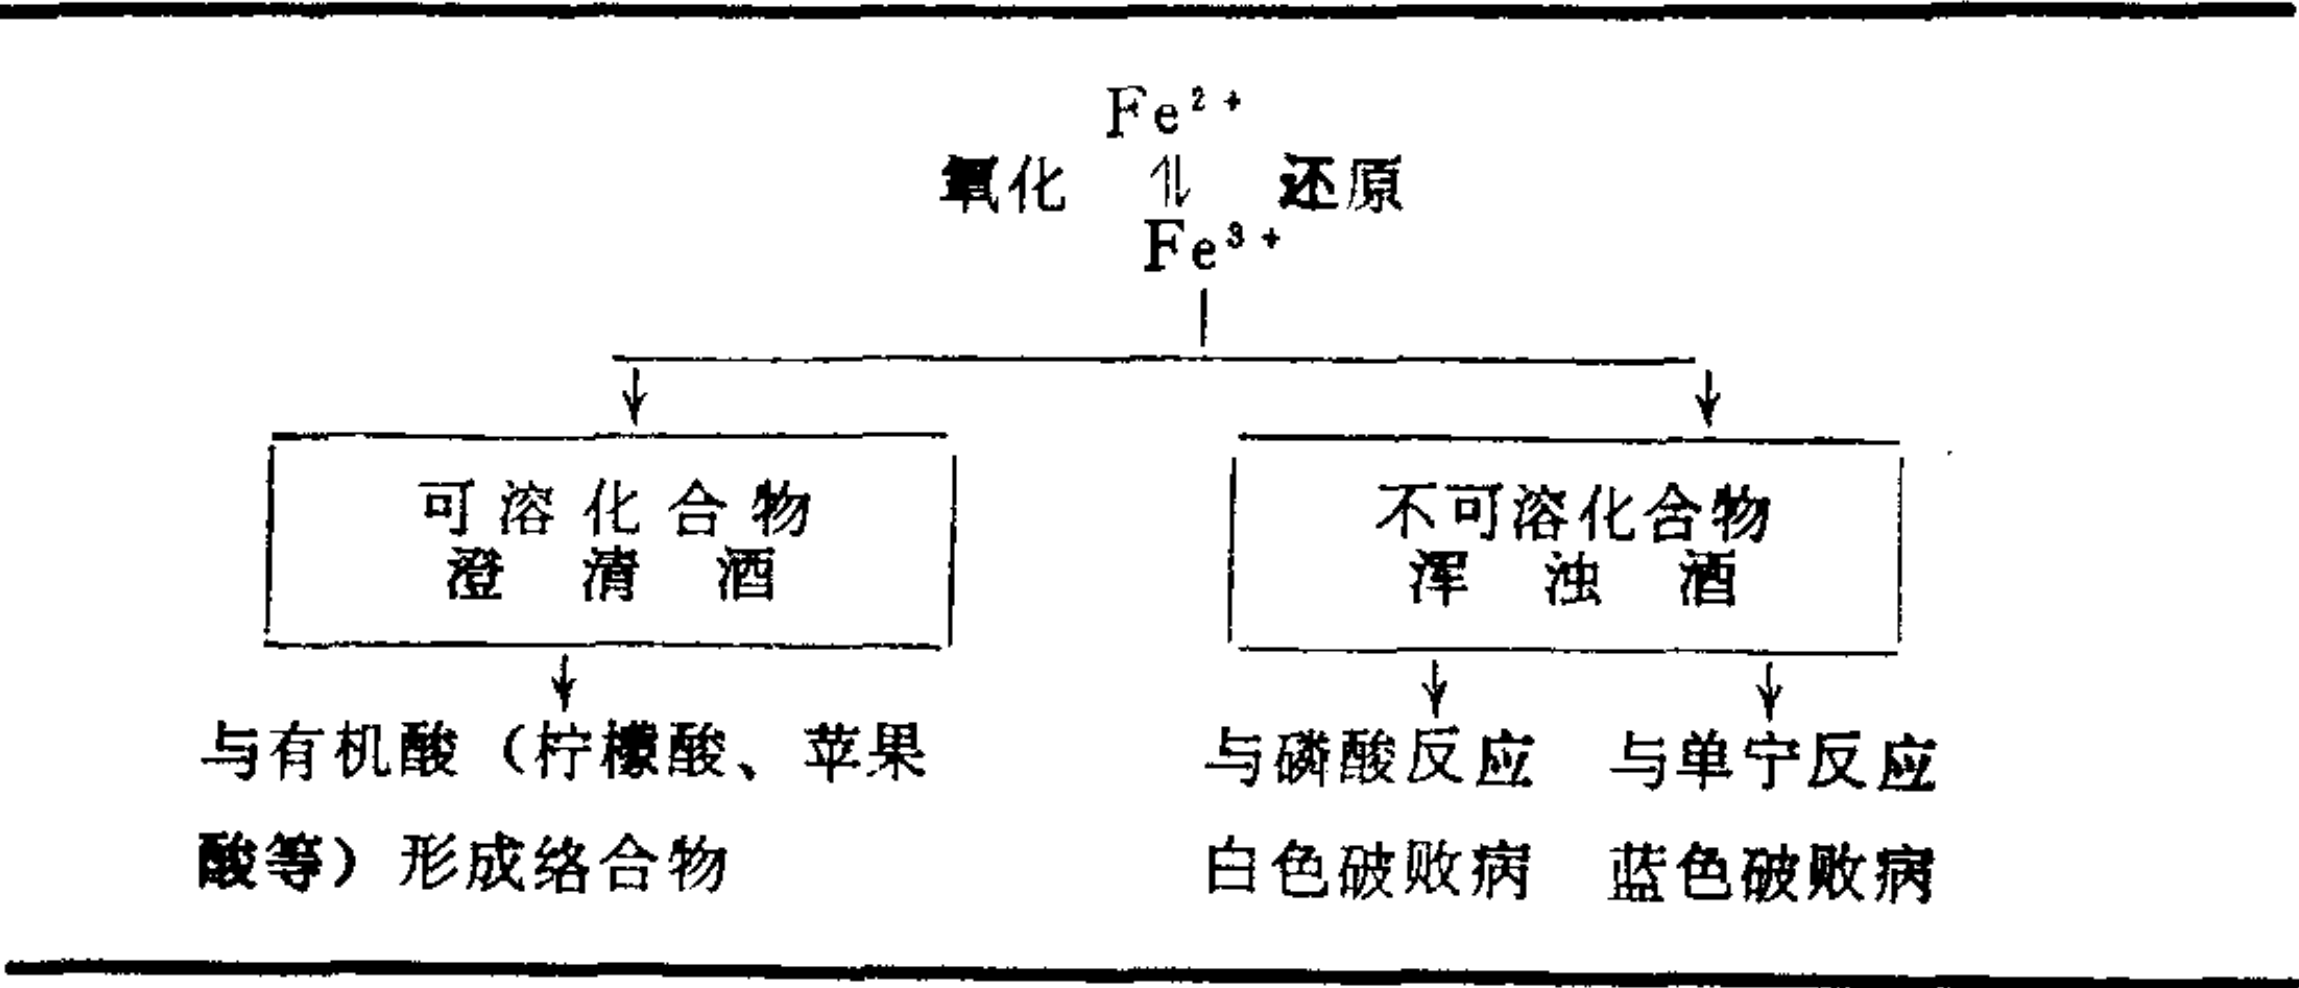 Fe²⁺
氧化 ⇌ 还原
Fe³⁺
可溶化合物
澄清酒
不可溶化合物
浑浊酒
与有机酸（柠檬酸、苹果
酸等）形成络合物
与磷酸反应
白色破败病
与单宁反应
蓝色破败病